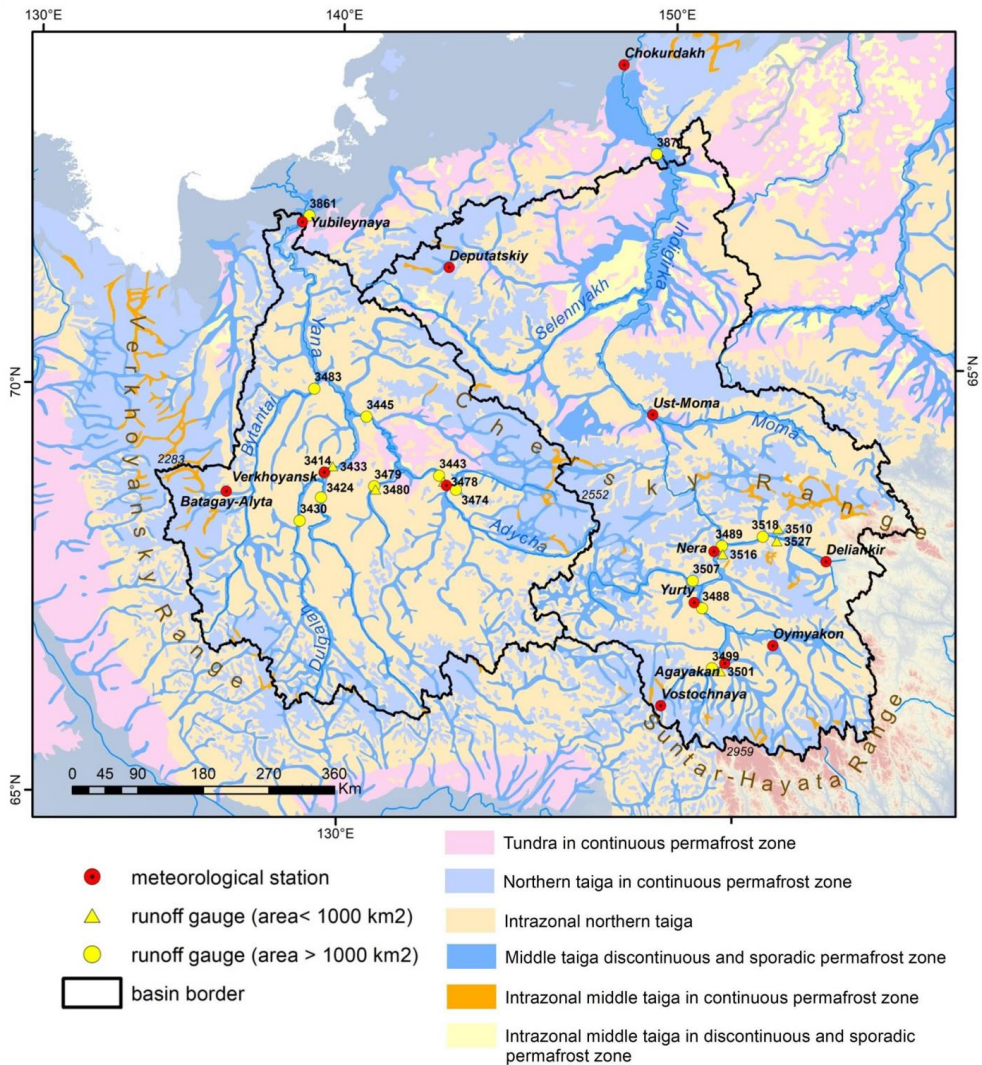 130°E
140°E
150°E
Chokurdakh
387
3861
Yubileynaya
Deputatskiy
Indigirka
Selennyakh
Yana
Verkhoyansky Range
70°N
65°N
3483
Bytantai
3445
Chersky Range
Ust-Moma
Moma
2283
3414
3433
Verkhoyansk
3479
3480
3443
3478
3474
2552
3424
Batagay-Alyta
3430
Adycha
3518
3510
3489
3527
Nera
3516
Deliankir
3507
Yurty
3488
Oymyakon
Dulgalah
3499
Agayakan
3501
Vostochnaya
Suntar-Hayata Range
2959
0 45 90 180 270 360
Km
65°N
130°E
meteorological station
runoff gauge (area< 1000 km2)
runoff gauge (area > 1000 km2)
basin border
Tundra in continuous permafrost zone
Northern taiga in continuous permafrost zone
Intrazonal northern taiga
Middle taiga discontinuous and sporadic permafrost zone
Intrazonal middle taiga in continuous permafrost zone
Intrazonal middle taiga in discontinuous and sporadic
permafrost zone